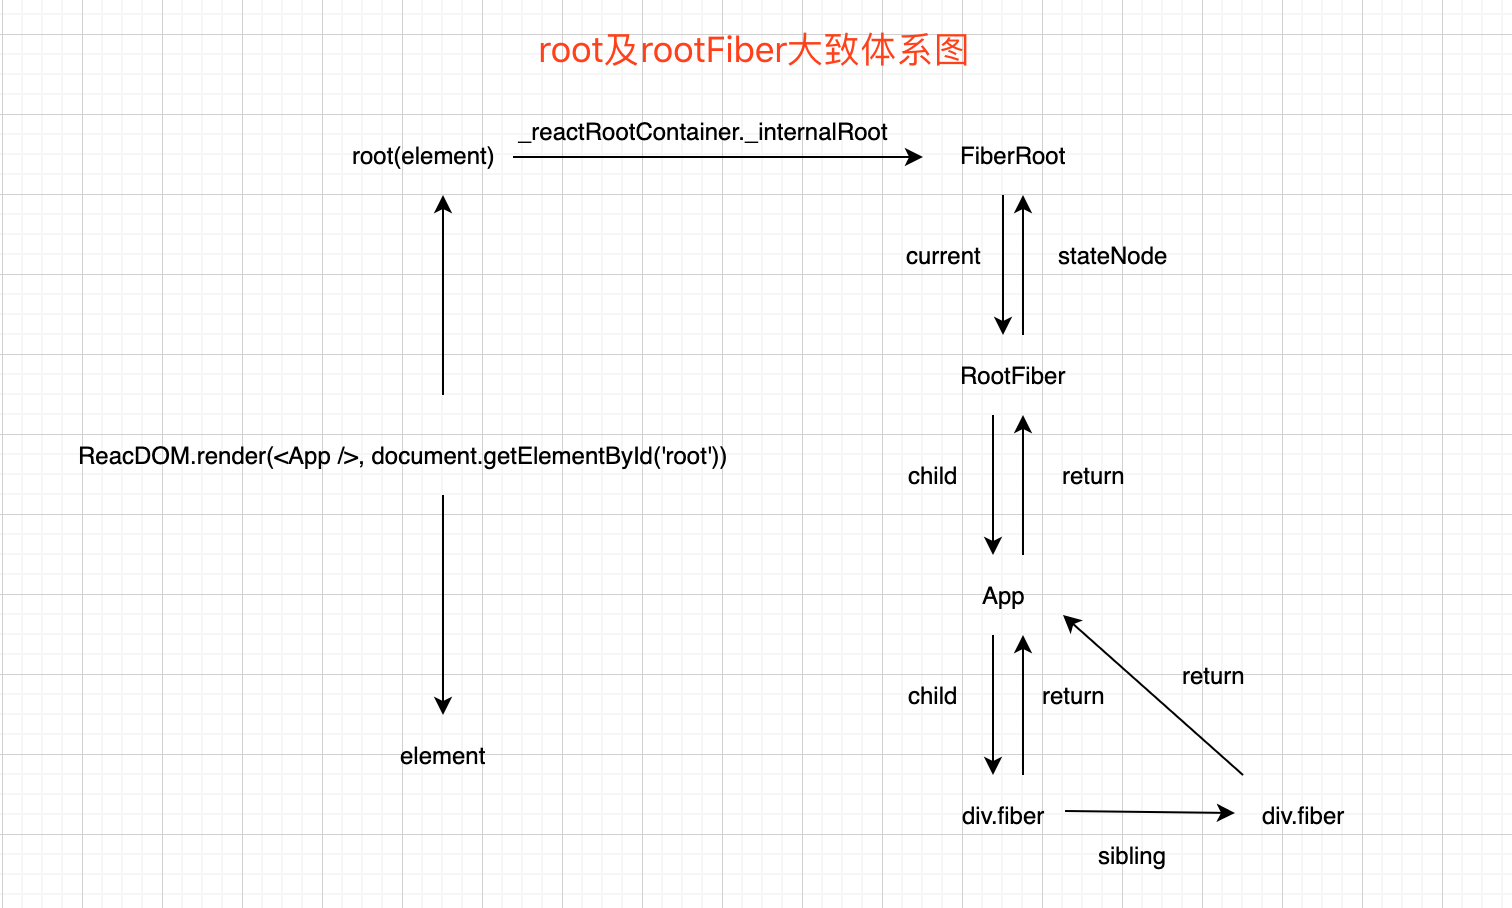 root及rootFiber大致体系图
_reactRootContainer._internalRoot
root(element)
FiberRoot
current
stateNode
RootFiber
ReacDOM.render(<App />, document.getElementById('root'))
child
return
App
child
return
return
element
div.fiber
div.fiber
sibling